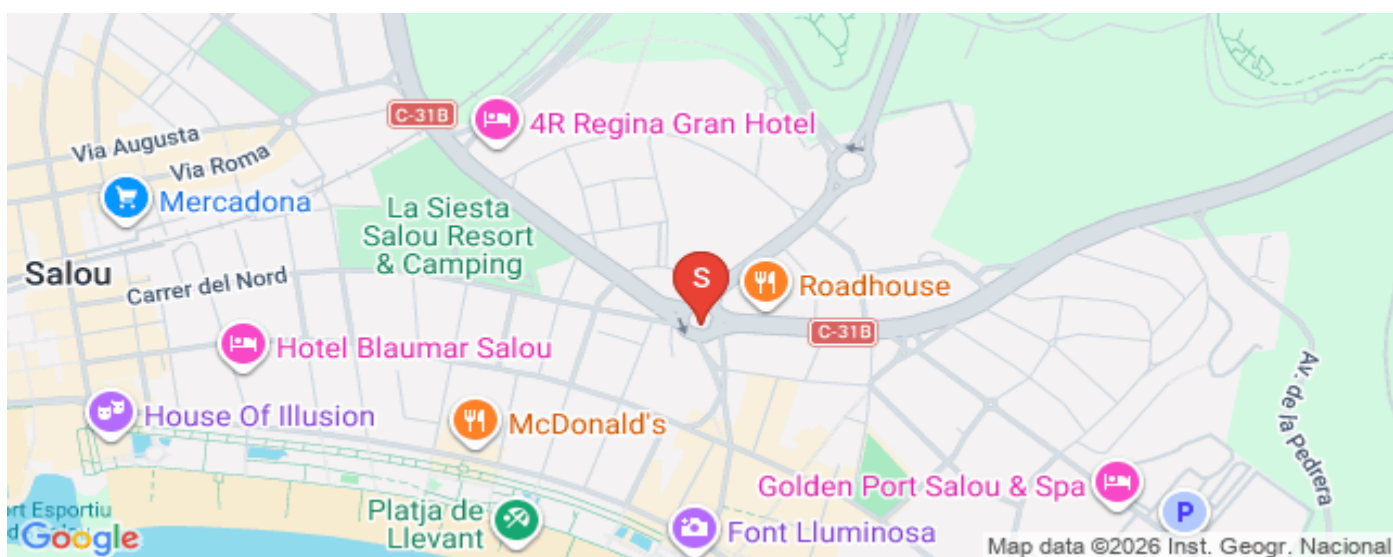 C-31B
4R Regina Gran Hotel
Via Augusta
Via Roma
Mercadona
La Siesta
Salou Resort
& Camping
Salou
Carrer del Nord
S
Roadhouse
C-31B
Hotel Blaumar Salou
House Of Illusion
McDonald's
Av. de la Pedrera
Golden Port Salou & Spa
P
Platja de
Llevant
Font Lluminosa
ort Esportiu
Google
Map data ©2026 Inst. Geogr. Nacional